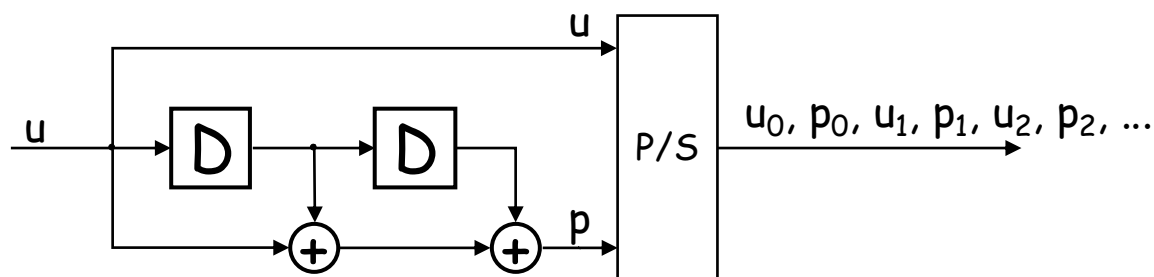 u
u
D
D
P/S
u0, p0, u1, p1, u2, p2, ...
+
+
p